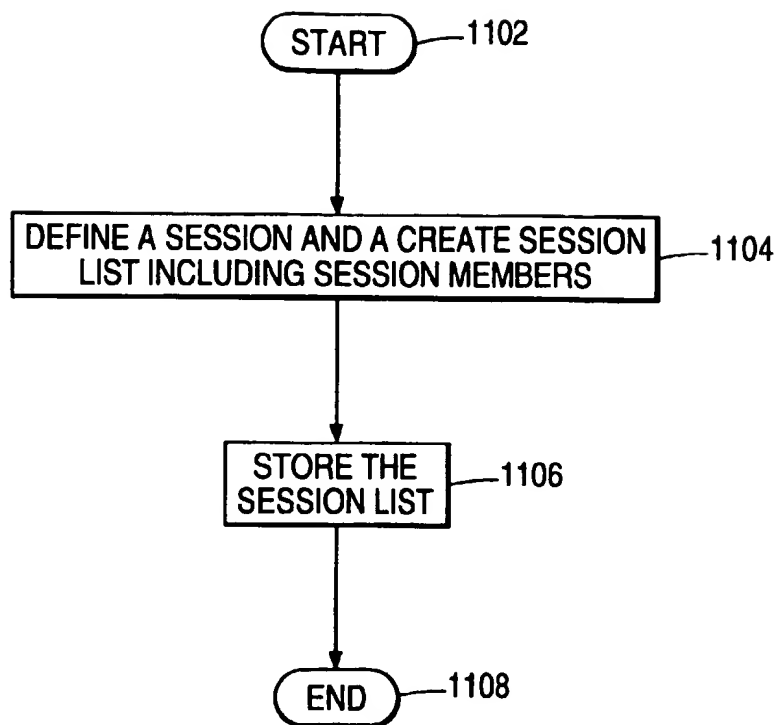 START
1102
DEFINE A SESSION AND A CREATE SESSION
LIST INCLUDING SESSION MEMBERS
1104
STORE THE
SESSION LIST
1106
END
1108